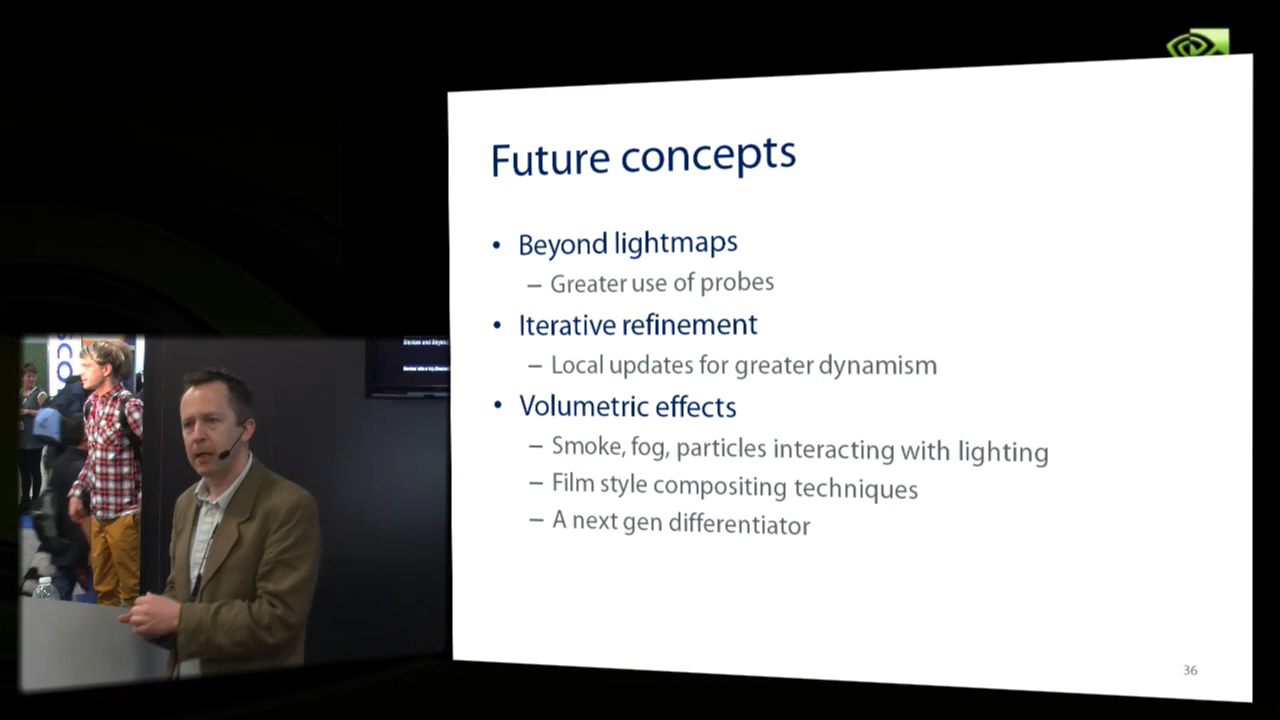 Future concepts
• Beyond lightmaps
– Greater use of probes
• Iterative refinement
– Local updates for greater dynamism
• Volumetric effects
– Smoke, fog, particles interacting with lighting
– Film style compositing techniques
– A next gen differentiator
36
SCO